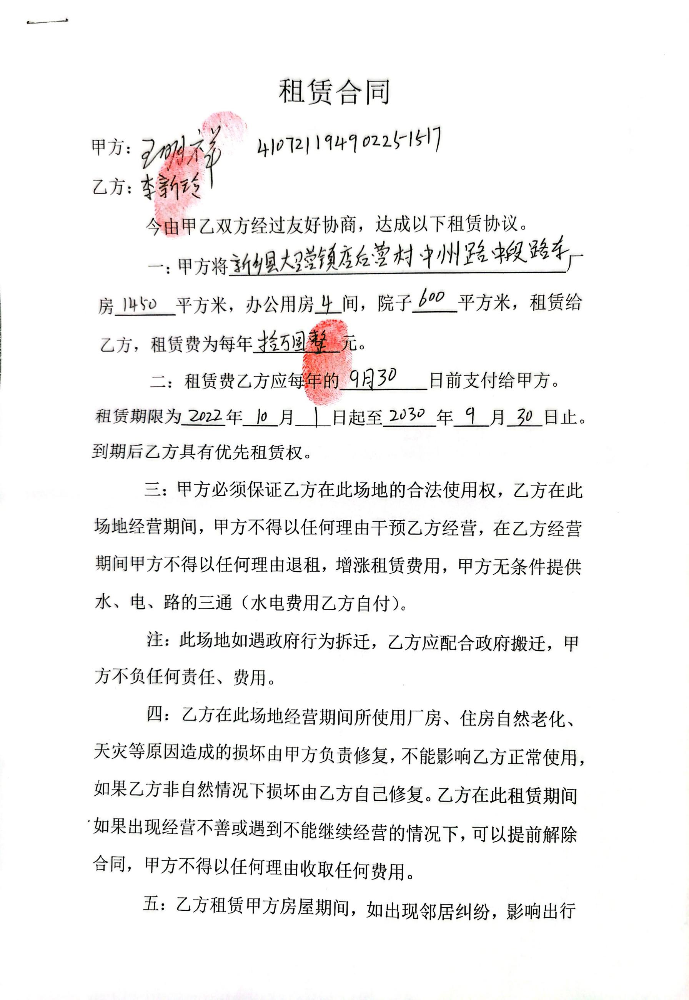 租赁合同
甲方：王明祥 410721194902251517
乙方：李新玲
今由甲乙双方经过友好协商，达成以下租赁协议。
一：甲方将新乡县大召营镇店后营村中州路中段路东厂
房1450平方米，办公用房4间，院子600平方米，租赁给
乙方，租赁费为每年拾万圆整元。
二：租赁费乙方应每年的9月30日前支付给甲方。
租赁期限为2022年10月1日起至2030年9月30日止。
到期后乙方具有优先租赁权。
三：甲方必须保证乙方在此场地的合法使用权，乙方在此
场地经营期间，甲方不得以任何理由干预乙方经营，在乙方经营
期间甲方不得以任何理由退租，增涨租赁费用，甲方无条件提供
水、电、路的三通（水电费用乙方自付）。
注：此场地如遇政府行为拆迁，乙方应配合政府搬迁，甲
方不负任何责任、费用。
四：乙方在此场地经营期间所使用厂房、住房自然老化、
天灾等原因造成的损坏由甲方负责修复，不能影响乙方正常使用，
如果乙方非自然情况下损坏由乙方自己修复。乙方在此租赁期间
如果出现经营不善或遇到不能继续经营的情况下，可以提前解除
合同，甲方不得以任何理由收取任何费用。
五：乙方租赁甲方房屋期间，如出现邻居纠纷，影响出行